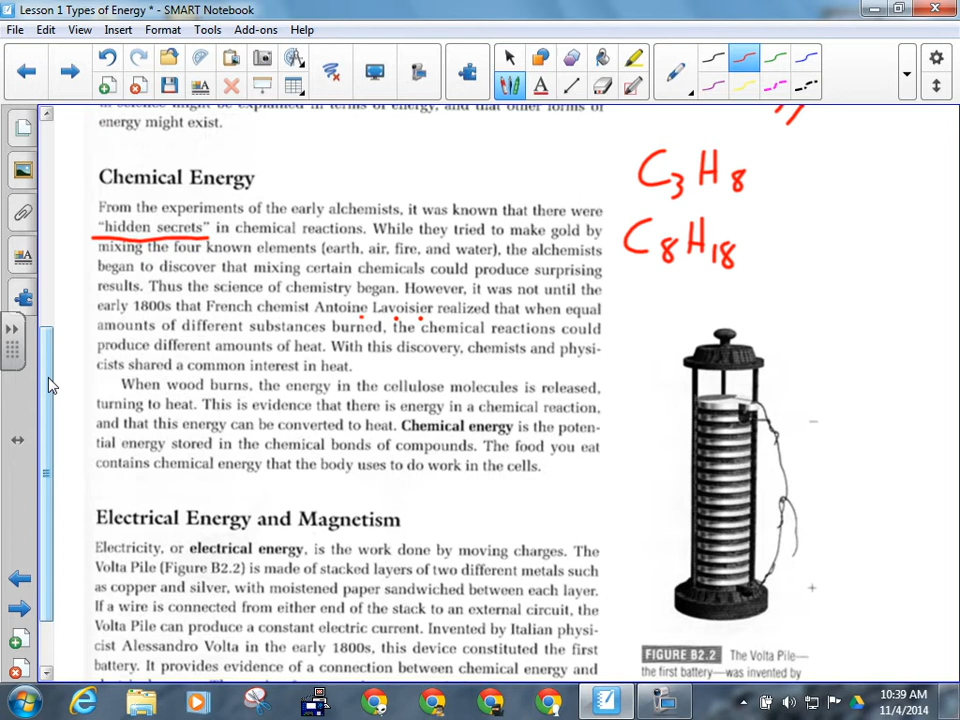 Lesson 1 Types of Energy * - SMART Notebook
File Edit View Insert Format Tools Add-ons Help
in science might be explained in terms of energy, and that other forms of
energy might exist.
C3H8
C8H18
Chemical Energy
From the experiments of the early alchemists, it was known that there were
“hidden secrets” in chemical reactions. While they tried to make gold by
mixing the four known elements (earth, air, fire, and water), the alchemists
began to discover that mixing certain chemicals could produce surprising
results. Thus the science of chemistry began. However, it was not until the
early 1800s that French chemist Antoine Lavoisier realized that when equal
amounts of different substances burned, the chemical reactions could
produce different amounts of heat. With this discovery, chemists and physi-
cists shared a common interest in heat.
When wood burns, the energy in the cellulose molecules is released,
turning to heat. This is evidence that there is energy in a chemical reaction,
and that this energy can be converted to heat. Chemical energy is the poten-
tial energy stored in the chemical bonds of compounds. The food you eat
contains chemical energy that the body uses to do work in the cells.
Electrical Energy and Magnetism
Electricity, or electrical energy, is the work done by moving charges. The
Volta Pile (Figure B2.2) is made of stacked layers of two different metals such
as copper and silver, with moistened paper sandwiched between each layer.
If a wire is connected from either end of the stack to an external circuit, the
Volta Pile can produce a constant electric current. Invented by Italian physi-
cist Alessandro Volta in the early 1800s, this device constituted the first
battery. It provides evidence of a connection between chemical energy and
−
+
FIGURE B2.2 The Volta Pile—
the first battery—was invented by
10:39 AM
11/4/2014